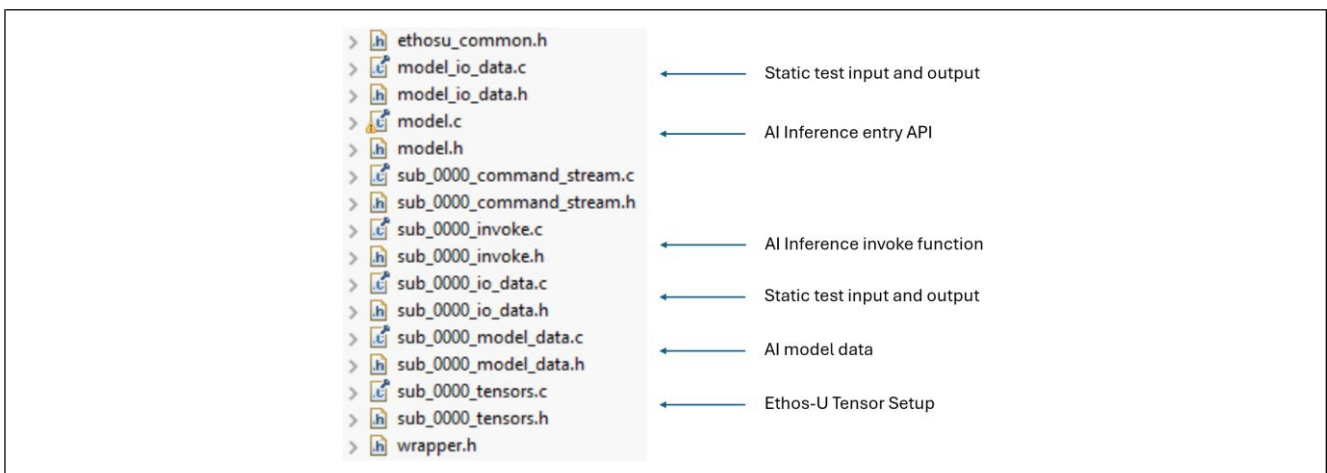 ethosu_common.h
model_io_data.c
Static test input and output
model_io_data.h
model.c
AI Inference entry API
model.h
sub_0000_command_stream.c
sub_0000_command_stream.h
sub_0000_invoke.c
AI Inference invoke function
sub_0000_invoke.h
sub_0000_io_data.c
Static test input and output
sub_0000_io_data.h
sub_0000_model_data.c
AI model data
sub_0000_model_data.h
sub_0000_tensors.c
Ethos-U Tensor Setup
sub_0000_tensors.h
wrapper.h